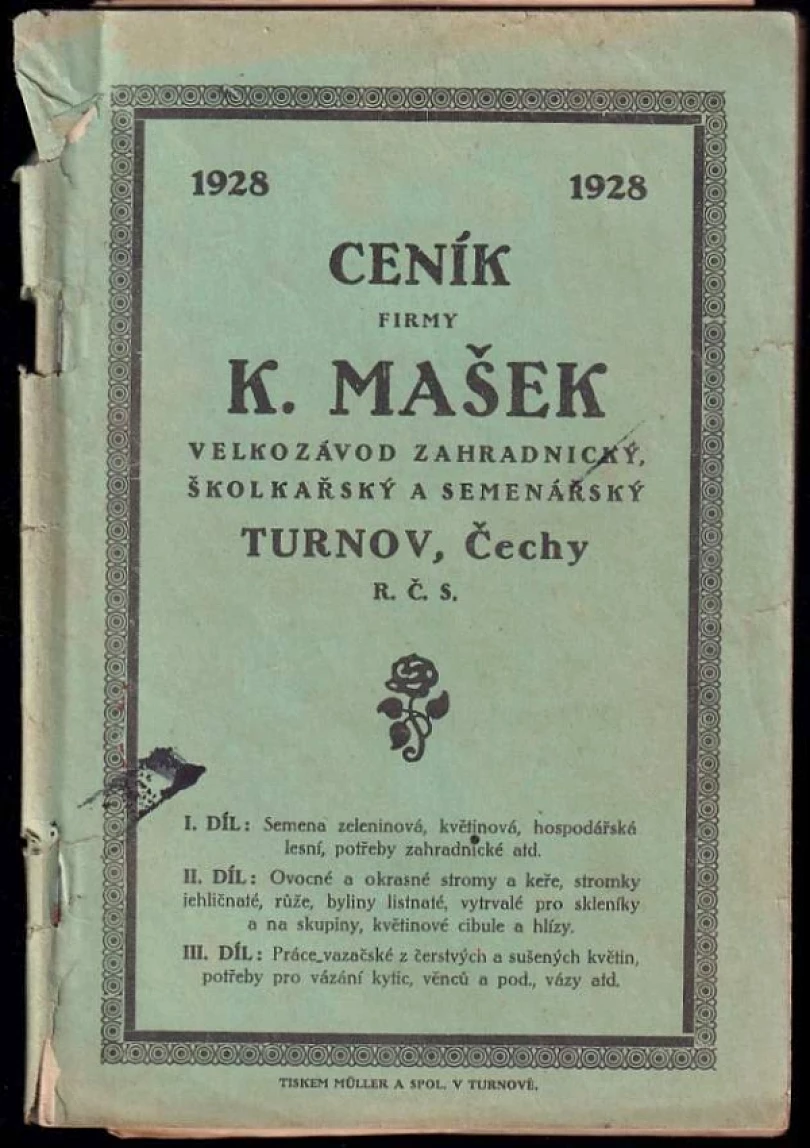 1928 1928
CENÍK
FIRMY
K. MAŠEK
VELKOZÁVOD ZAHRADNICKÝ,
ŠKOLKAŘSKÝ A SEMENÁŘSKÝ
TURNOV, Čechy
R. Č. S.
I. DÍL: Semena zeleninová, květinová, hospodářská
lesní, potřeby zahradnické atd.
II. DÍL: Ovocné a okrasné stromy a keře, stromky
jehličnaté, růže, byliny listnaté, vytrvalé pro skleníky
a na skupiny, květinové cibule a hlízy.
III. DÍL: Práce vazačské z čerstvých a sušených květin,
potřeby pro vázání kytic, věnců a pod., vázy atd.
TISKEM MÜLLER A SPOL. V TURNOVĚ.